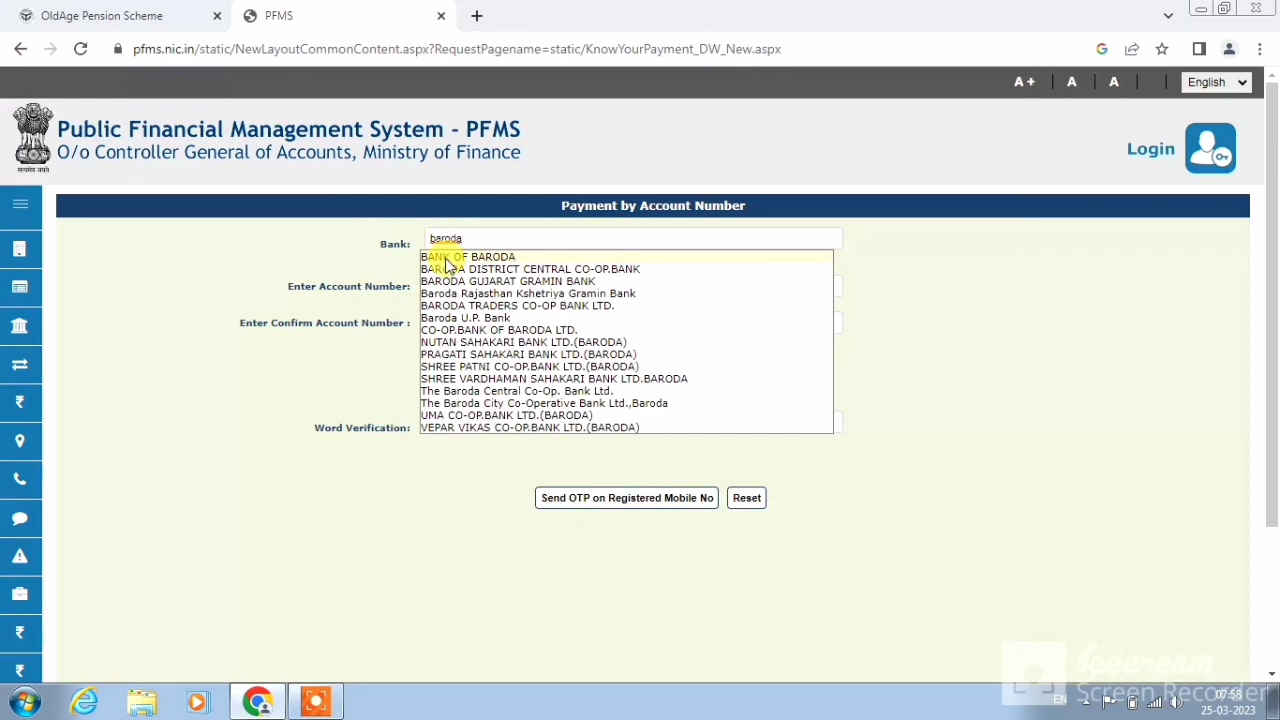 OldAge Pension Scheme
PFMS
pfms.nic.in/static/NewLayoutCommonContent.aspx?RequestPagename=static/KnowYourPayment_DW_New.aspx
A+ A A English
Public Financial Management System - PFMS
O/o Controller General of Accounts, Ministry of Finance
सत्यमेव जयते
Login
Payment by Account Number
Bank: baroda
BANK OF BARODA
BARODA DISTRICT CENTRAL CO-OP.BANK
BARODA GUJARAT GRAMIN BANK
Enter Account Number:
Baroda Rajasthan Kshetriya Gramin Bank
BARODA TRADERS CO-OP BANK LTD.
Baroda U.P. Bank
Enter Confirm Account Number :
CO-OP.BANK OF BARODA LTD.
NUTAN SAHAKARI BANK LTD.(BARODA)
PRAGATI SAHAKARI BANK LTD.(BARODA)
SHREE PATNI CO-OP.BANK LTD.(BARODA)
SHREE VARDHAMAN SAHAKARI BANK LTD.BARODA
The Baroda Central Co-Op. Bank Ltd.
The Baroda City Co-Operative Bank Ltd.,Baroda
UMA CO-OP.BANK LTD.(BARODA)
VEPAR VIKAS CO-OP.BANK LTD.(BARODA)
Word Verification:
Send OTP on Registered Mobile No Reset
icecream
Screen Recorder
EN 07:58
25-03-2023